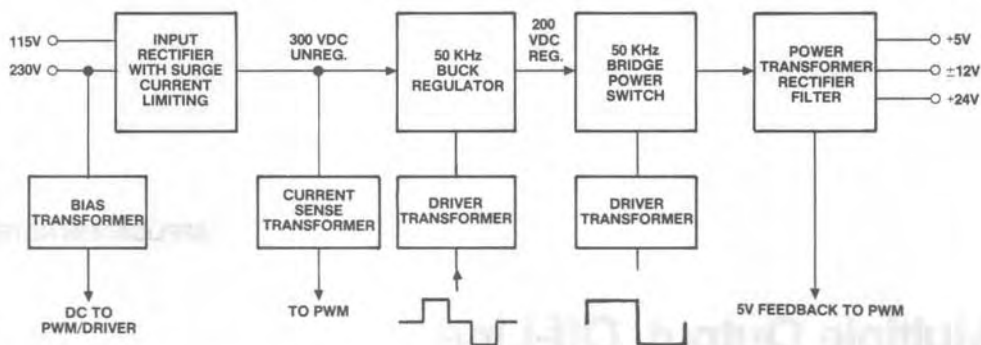 115V
230V
INPUT
RECTIFIER
WITH SURGE
CURRENT
LIMITING
300 VDC
UNREG.
50 KHz
BUCK
REGULATOR
200
VDC
REG.
50 KHz
BRIDGE
POWER
SWITCH
POWER
TRANSFORMER
RECTIFIER
FILTER
+5V
±12V
+24V
BIAS
TRANSFORMER
CURRENT
SENSE
TRANSFORMER
DRIVER
TRANSFORMER
DRIVER
TRANSFORMER
DC TO
PWM/DRIVER
TO PWM
5V FEEDBACK TO PWM